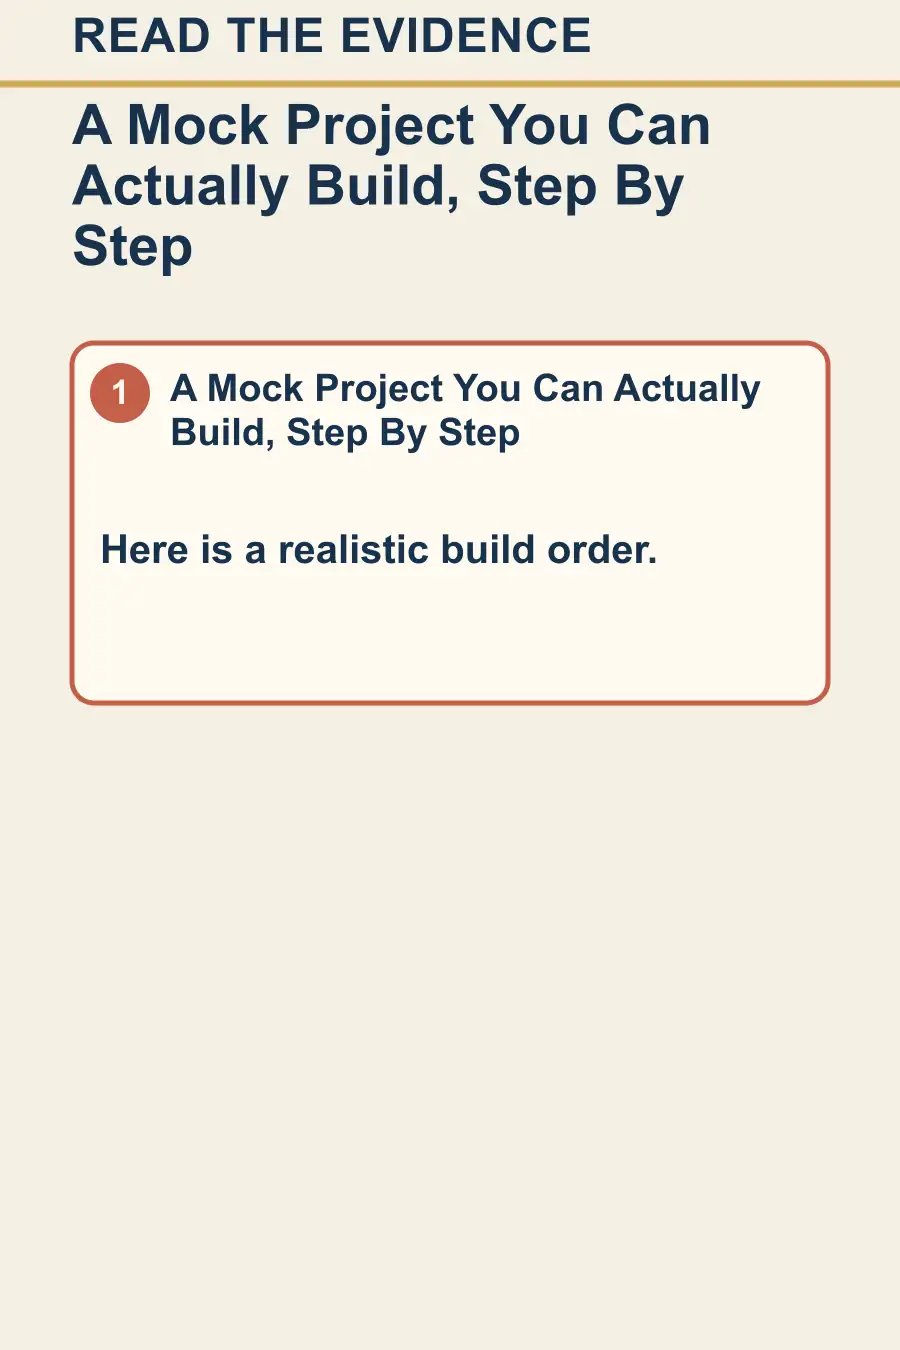 READ THE EVIDENCE
A Mock Project You Can
Actually Build, Step By
Step
1
A Mock Project You Can Actually
Build, Step By Step
Here is a realistic build order.